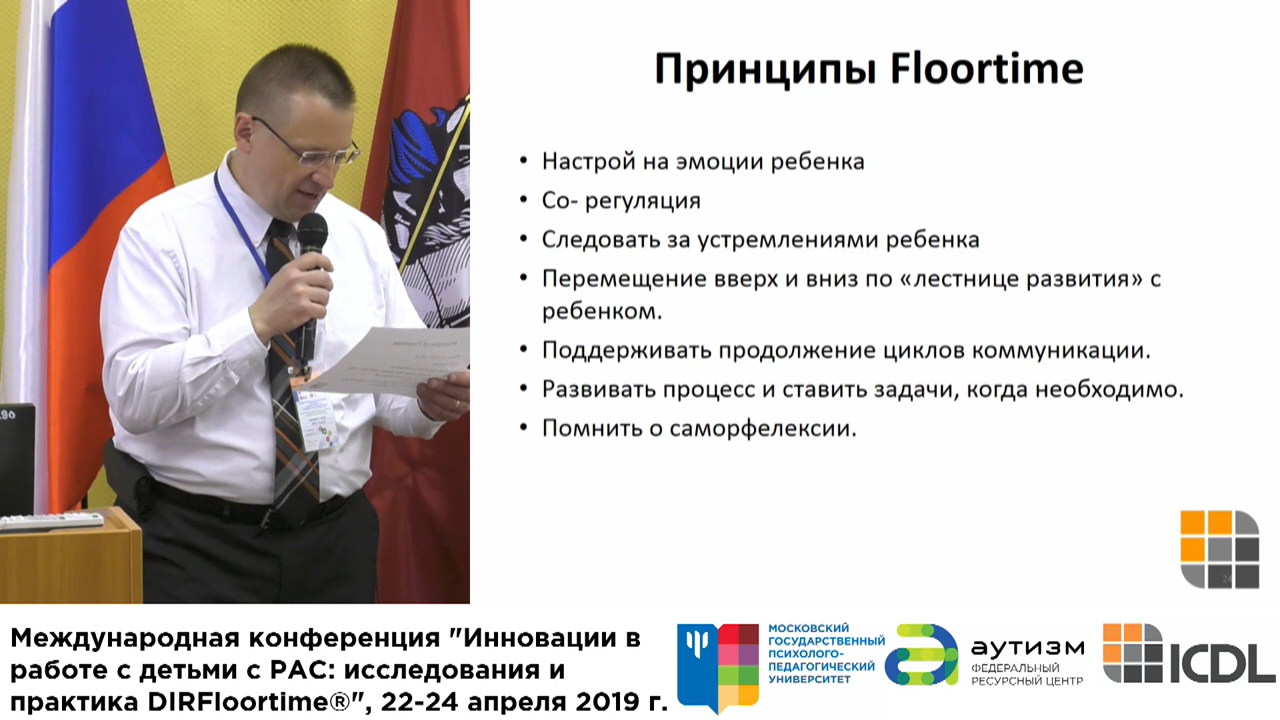 Принципы Floortime
• Настрой на эмоции ребенка
• Со- регуляция
• Следовать за устремлениями ребенка
• Перемещение вверх и вниз по «лестнице развития» с
ребенком.
• Поддерживать продолжение циклов коммуникации.
• Развивать процесс и ставить задачи, когда необходимо.
• Помнить о саморфелексии.
24
Международная конференция "Инновации в
работе с детьми с РАС: исследования и
практика DIRFloortime®", 22-24 апреля 2019 г.
МОСКОВСКИЙ
ГОСУДАРСТВЕННЫЙ
ПСИХОЛОГО-
ПЕДАГОГИЧЕСКИЙ
УНИВЕРСИТЕТ
аутизм
ФЕДЕРАЛЬНЫЙ
РЕСУРСНЫЙ ЦЕНТР
ICDL